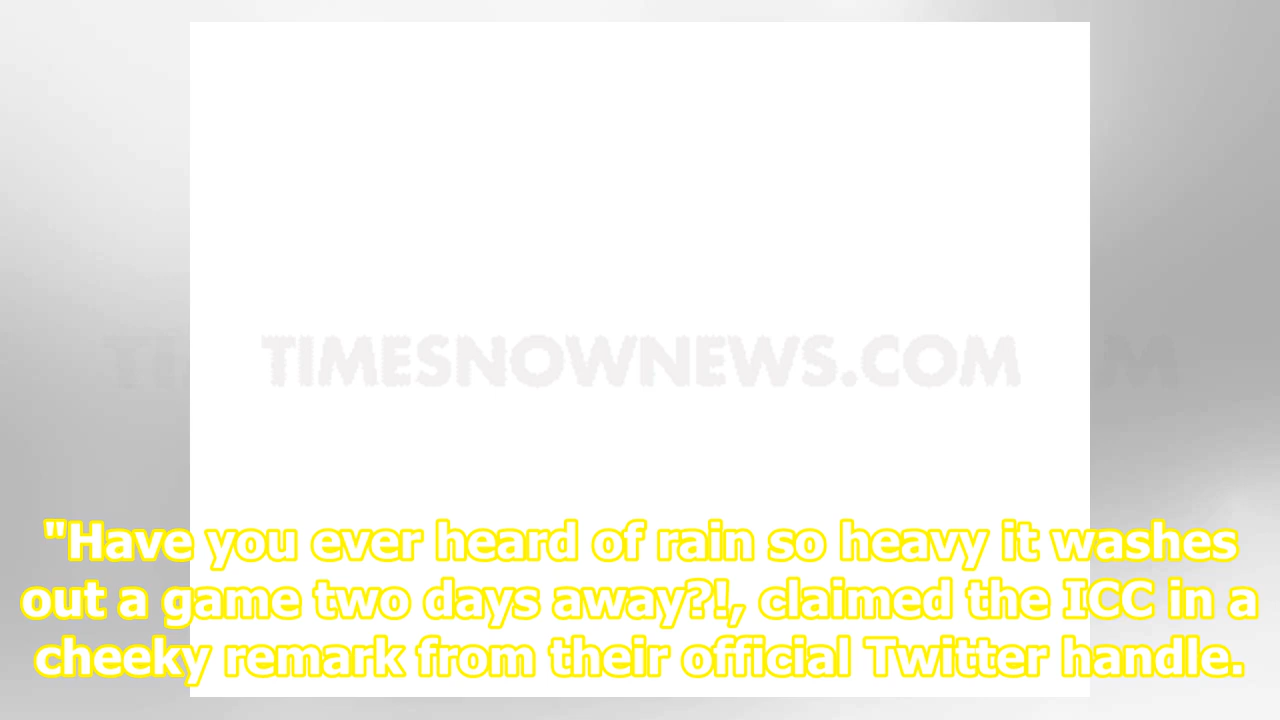 TIMESNOWNEWS.COM
"Have you ever heard of rain so heavy it washes
out a game two days away?!, claimed the ICC in a
cheeky remark from their official Twitter handle.